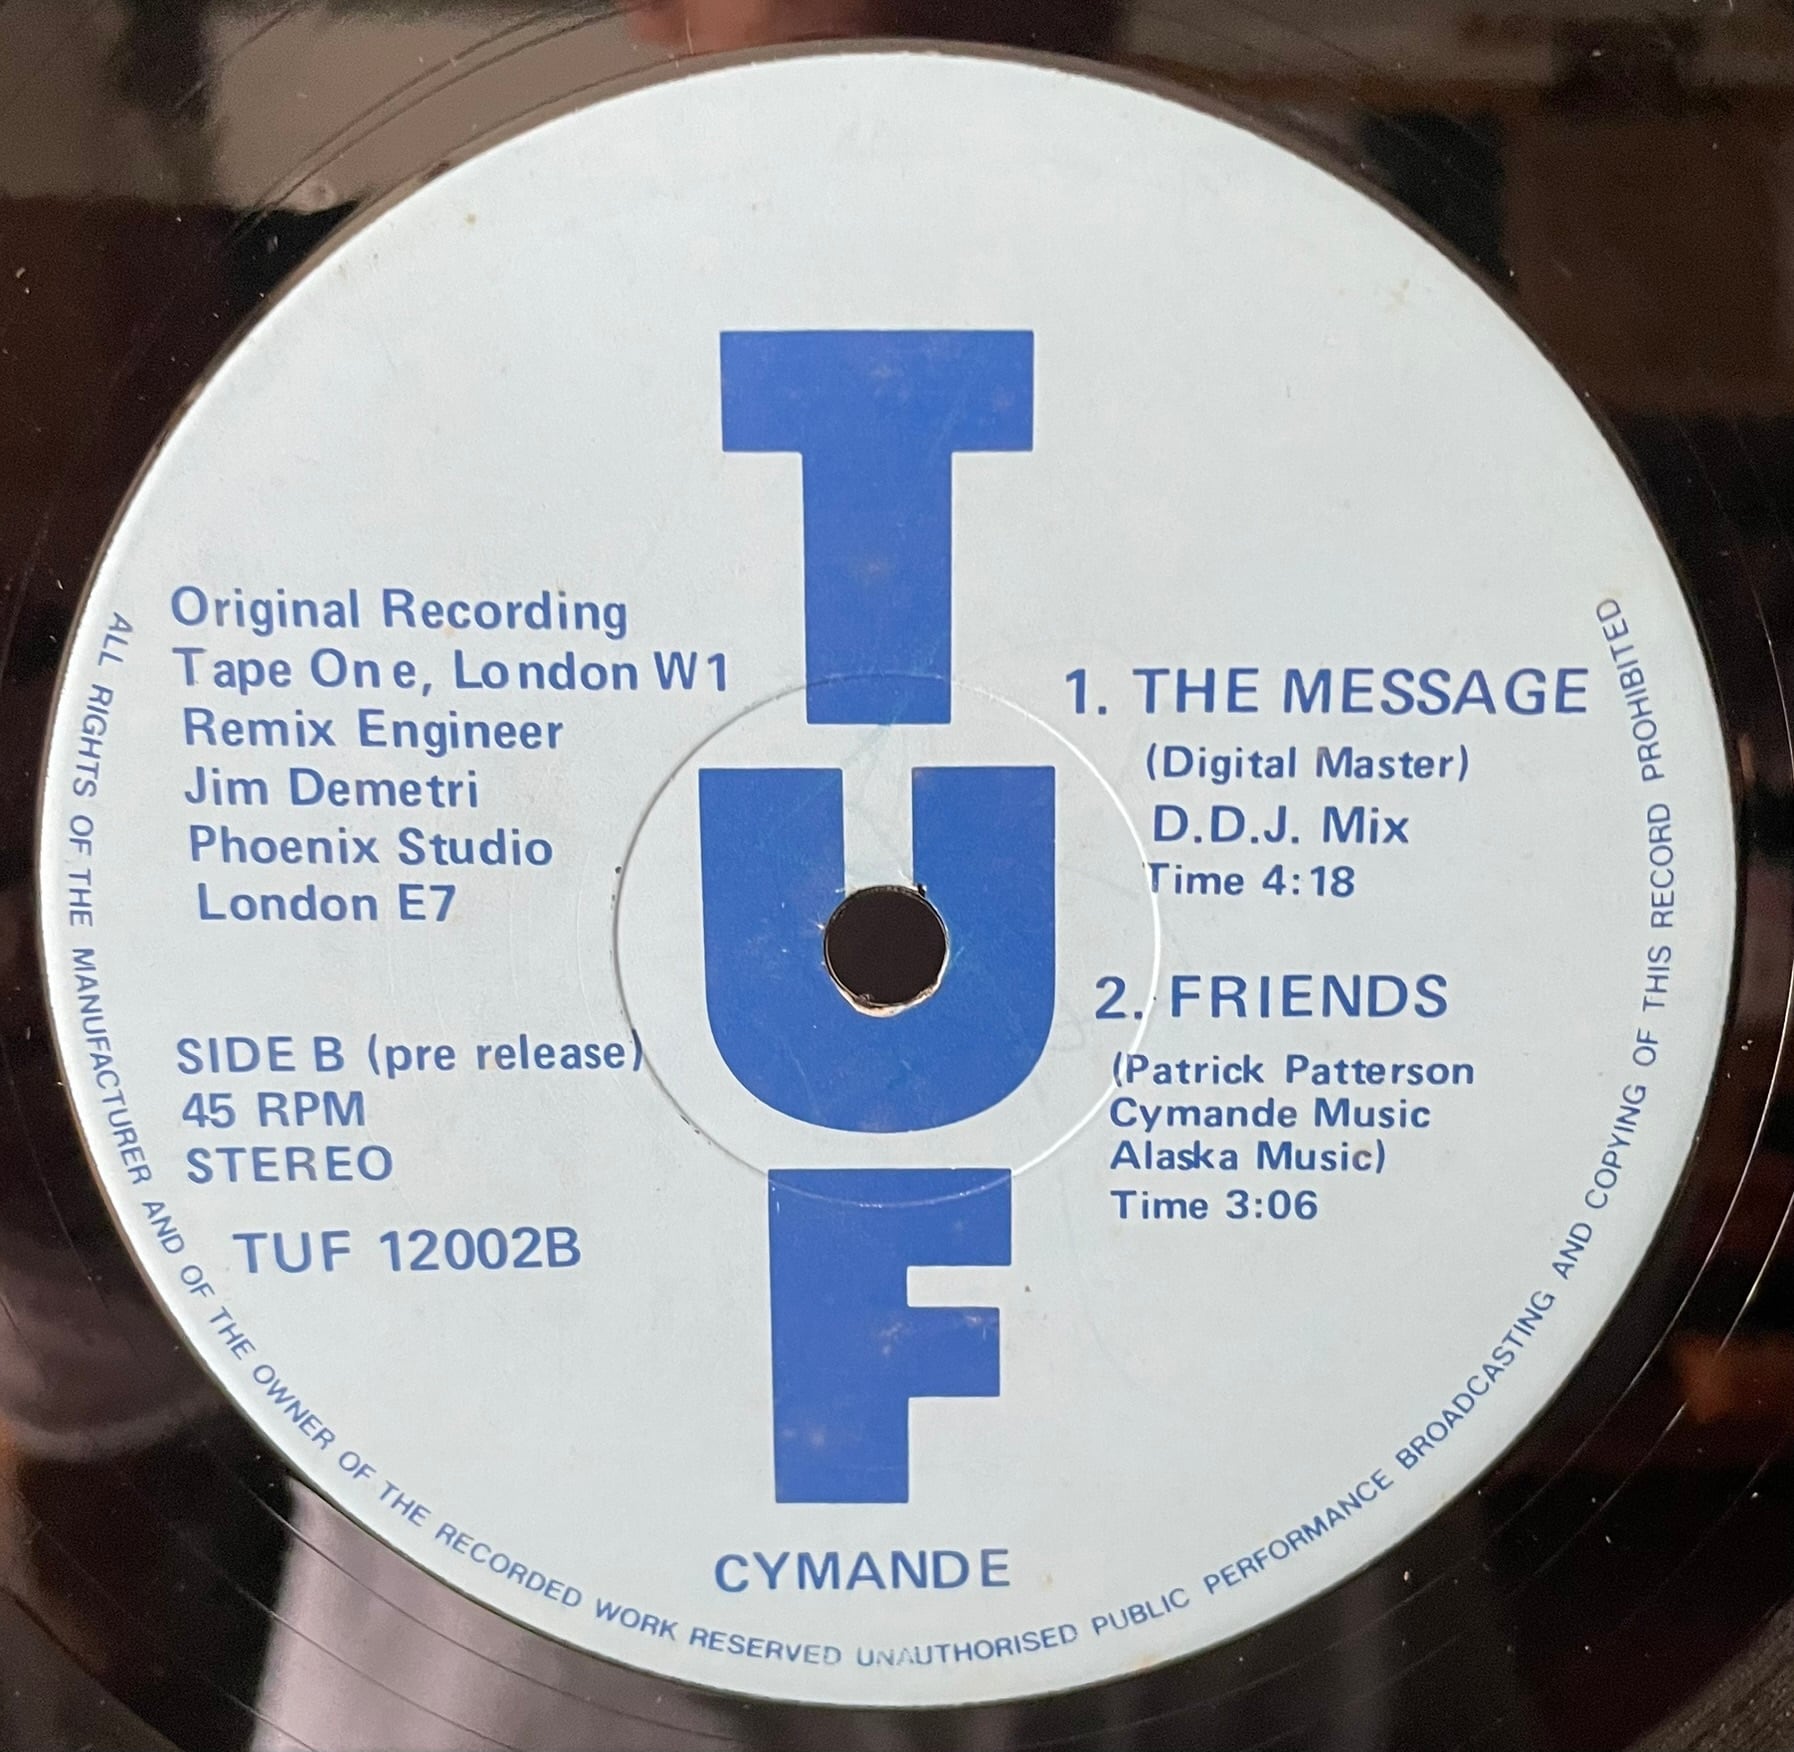 T
U
F
Original Recording
Tape One, London W1
Remix Engineer
Jim Demetri
Phoenix Studio
London E7
SIDE B (pre release)
45 RPM
STEREO
TUF 12002B
1. THE MESSAGE
(Digital Master)
D.D.J. Mix
Time 4:18
2. FRIENDS
(Patrick Patterson
Cymande Music
Alaska Music)
Time 3:06
CYMANDE
ALL RIGHTS OF THE MANUFACTURER AND OF THE OWNER OF THE RECORDED WORK RESERVED UNAUTHORISED PUBLIC PERFORMANCE BROADCASTING AND COPYING OF THIS RECORD PROHIBITED